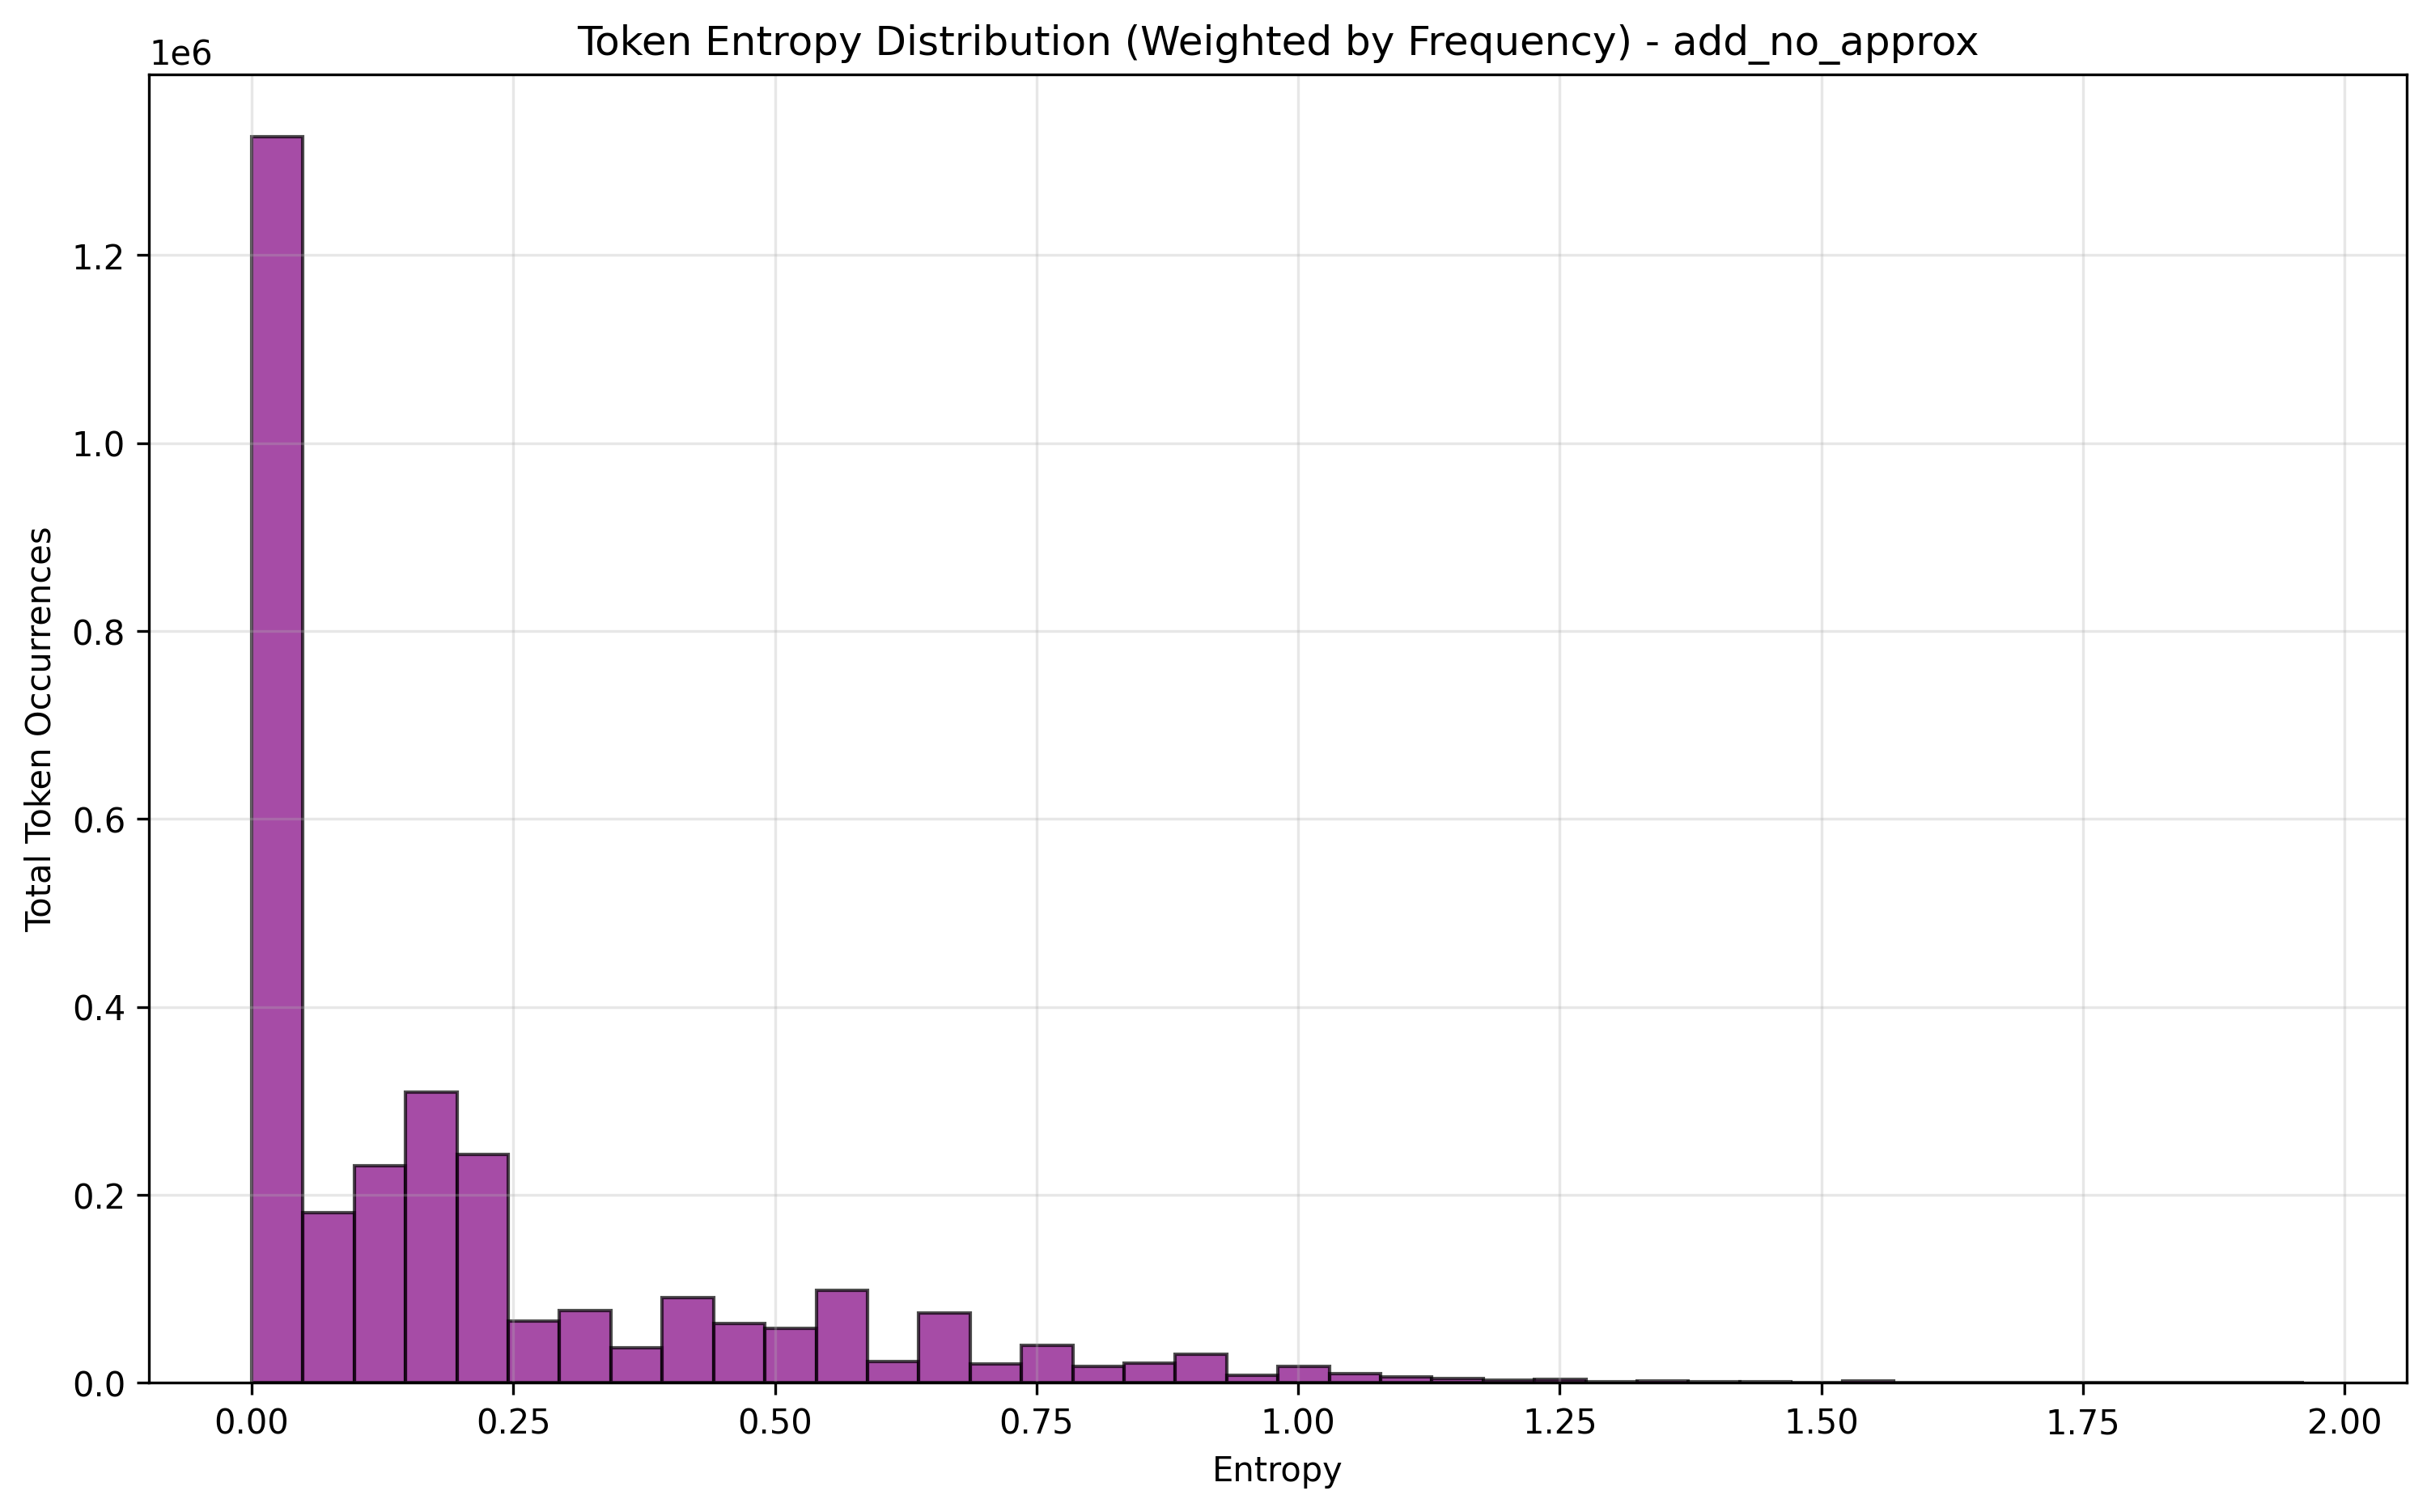 Token Entropy Distribution (Weighted by Frequency) - add_no_approx
1e6
1.2
1.0
0.8
0.6
0.4
0.2
0.0
Total Token Occurrences
0.00 0.25 0.50 0.75 1.00 1.25 1.50 1.75 2.00
Entropy